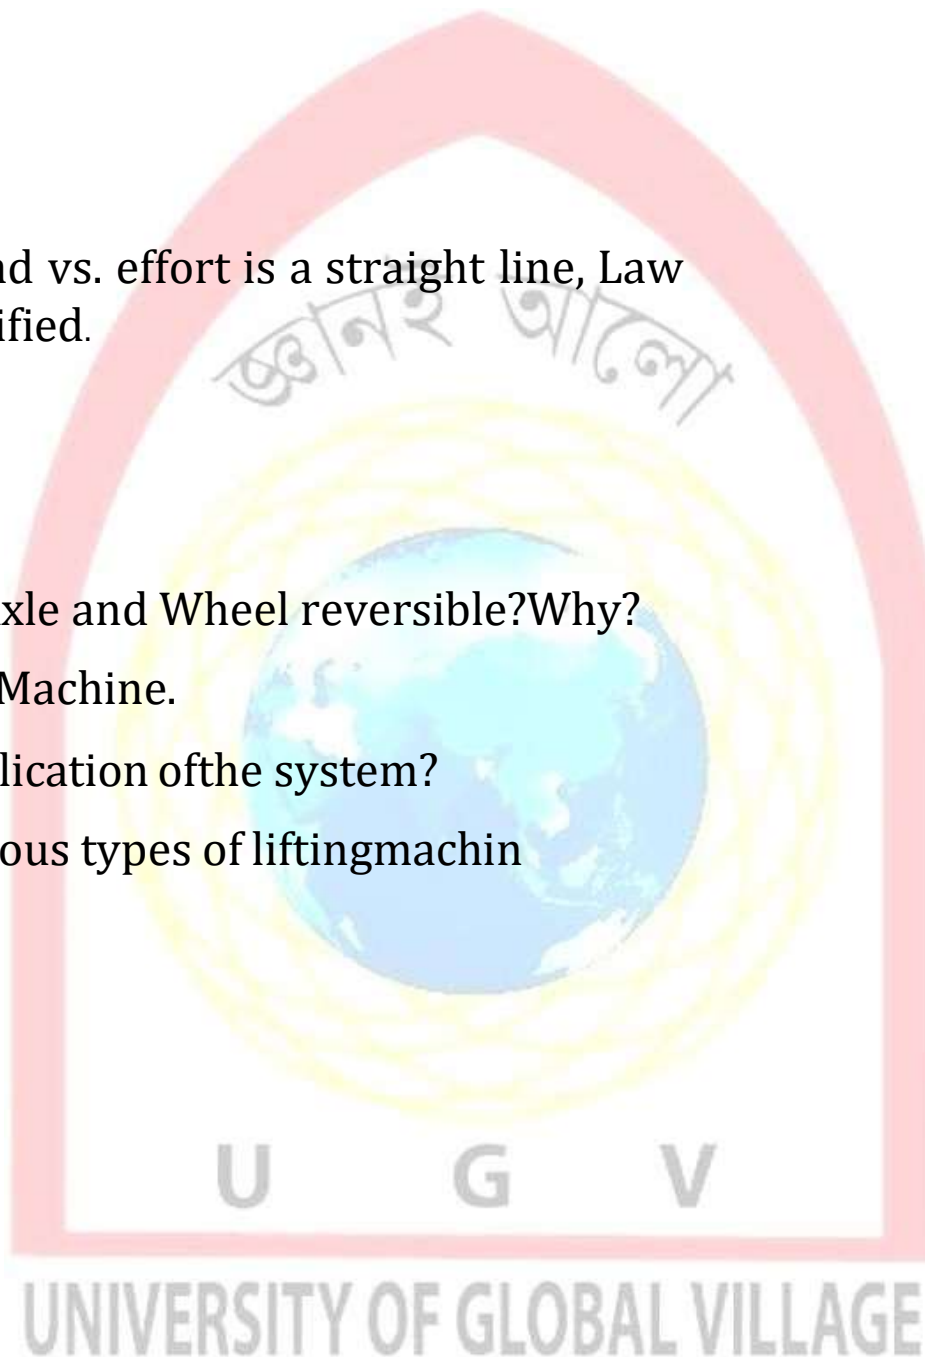 ad vs. effort is a straight line, Law
ified.
জ্ঞানই আলো
xle and Wheel reversible?Why?
Machine.
lication ofthe system?
ous types of liftingmachin
U G V
UNIVERSITY OF GLOBAL VILLAGE